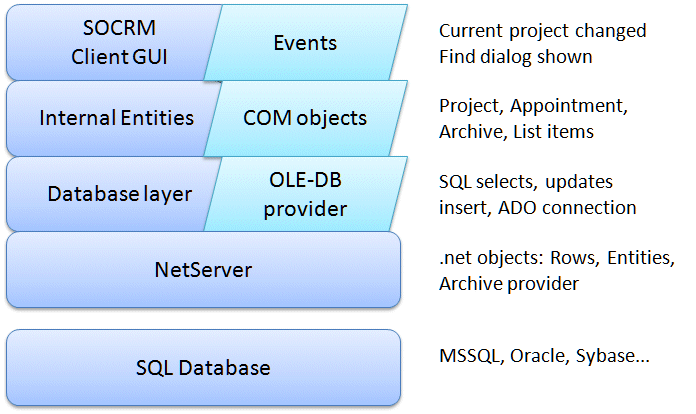 SOCRM
Client GUI
Events
Current project changed
Find dialog shown
Internal Entities
COM objects
Project, Appointment,
Archive, List items
Database layer
OLE-DB
provider
SQL selects, updates
insert, ADO connection
NetServer
.net objects: Rows, Entities,
Archive provider
SQL Database
MSSQL, Oracle, Sybase...